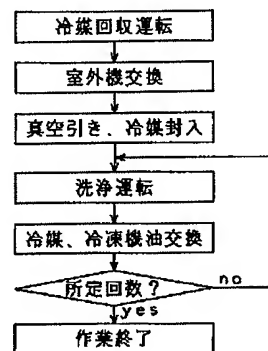 冷媒回収運転
室外機交換
真空引き、冷媒封入
洗浄運転
冷媒、冷凍機油交換
所定回数？
no
yes
作業終了